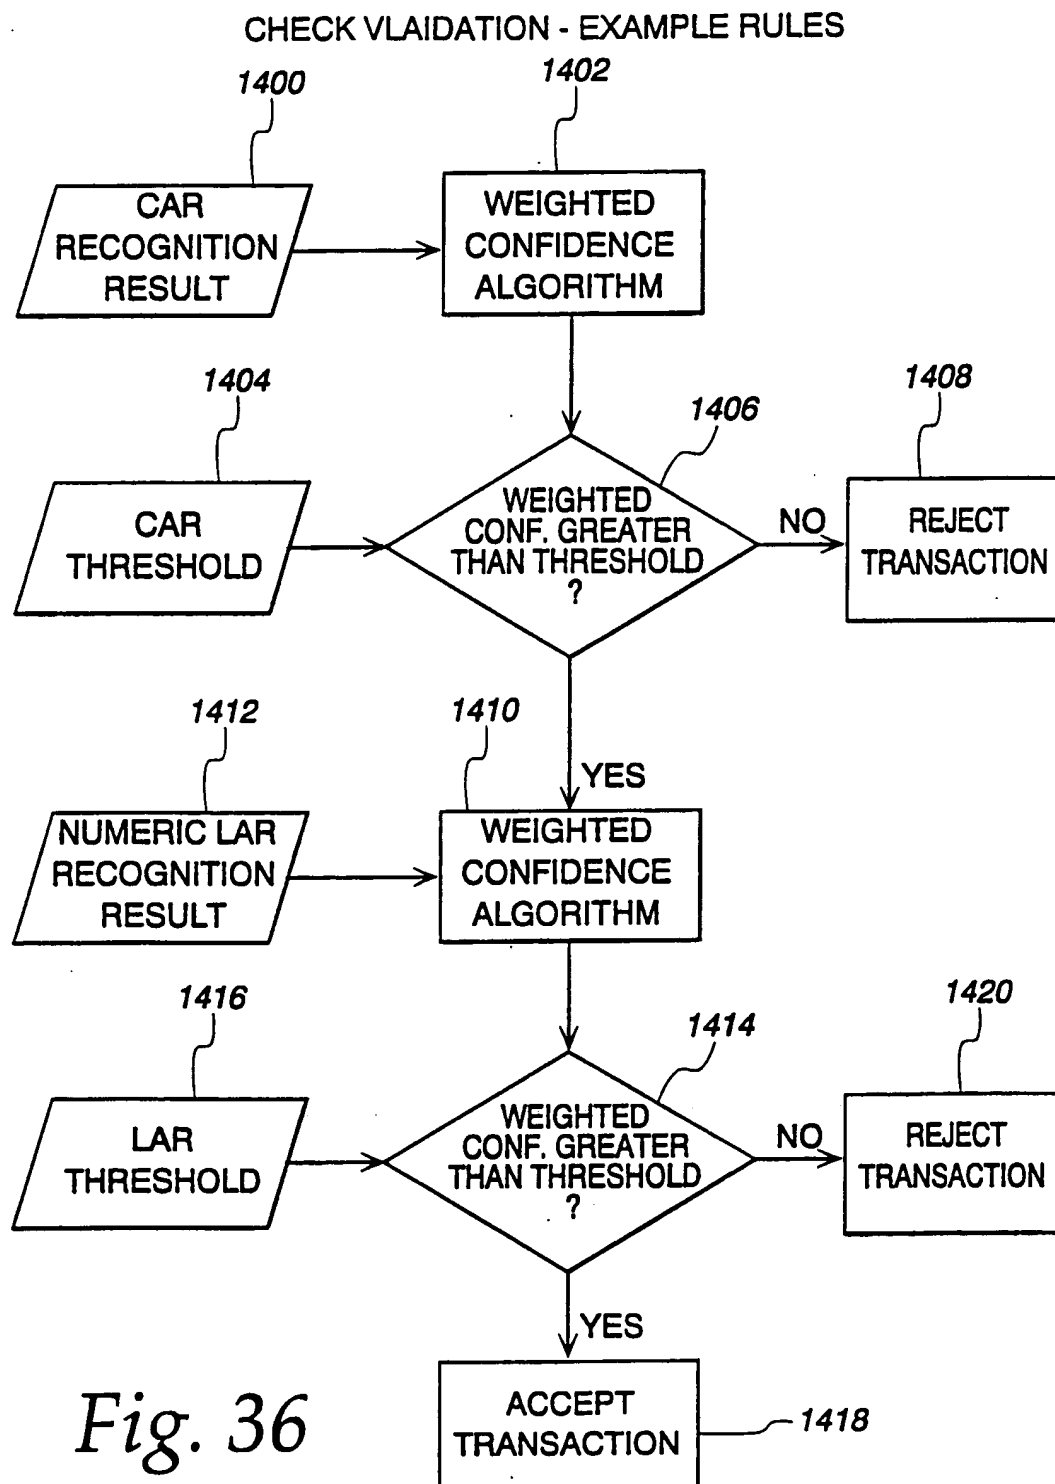 CHECK VLAIDATION - EXAMPLE RULES
1400
1402
CAR
RECOGNITION
RESULT
WEIGHTED
CONFIDENCE
ALGORITHM
1404
1406
1408
CAR
THRESHOLD
WEIGHTED
CONF. GREATER
THAN THRESHOLD
?
NO
REJECT
TRANSACTION
1412
1410
YES
NUMERIC LAR
RECOGNITION
RESULT
WEIGHTED
CONFIDENCE
ALGORITHM
1416
1414
1420
LAR
THRESHOLD
WEIGHTED
CONF. GREATER
THAN THRESHOLD
?
NO
REJECT
TRANSACTION
YES
ACCEPT
TRANSACTION
1418
Fig. 36